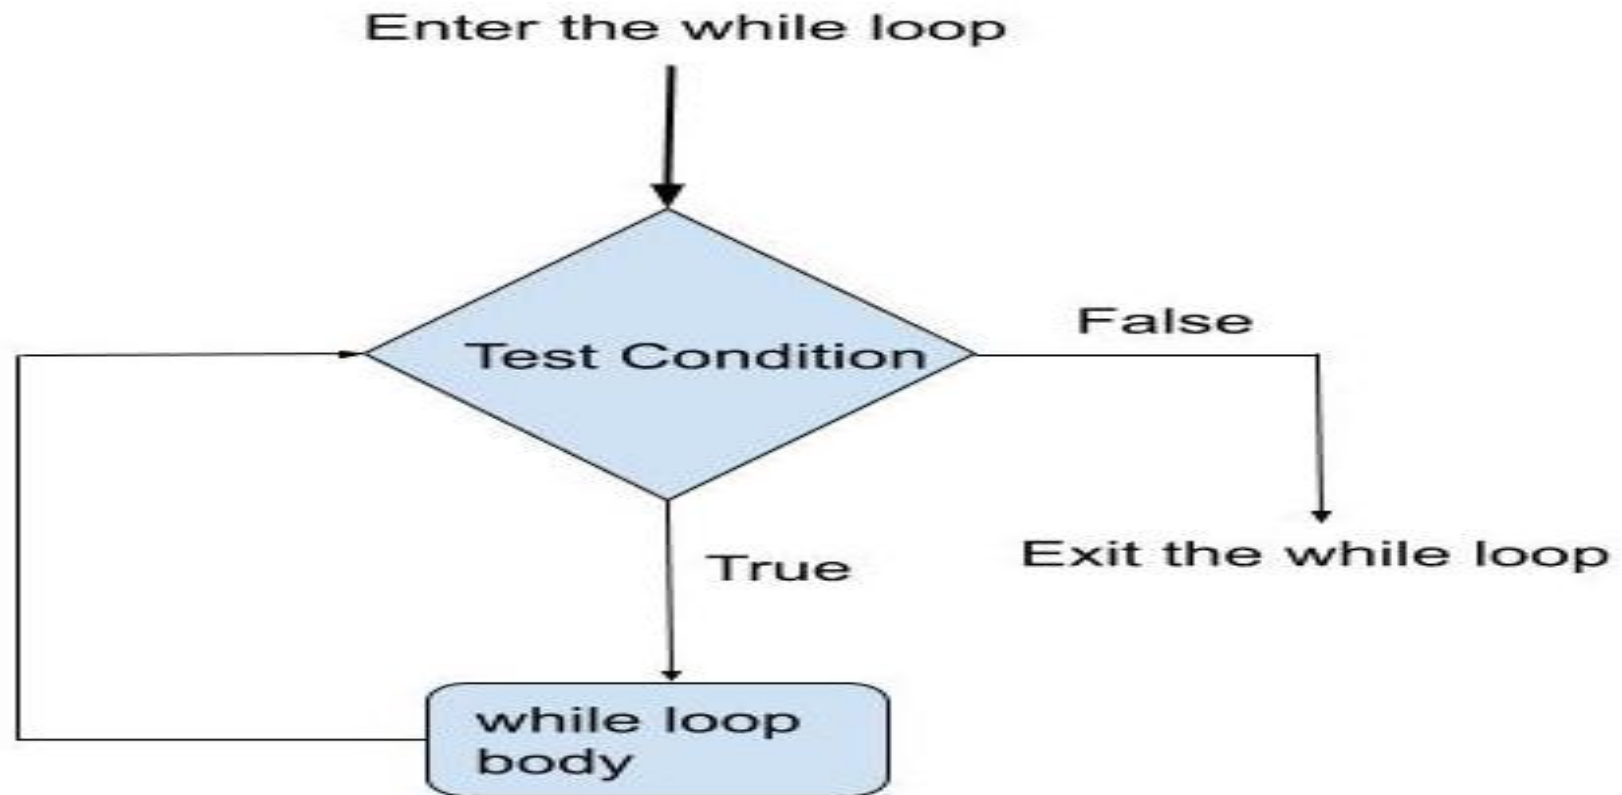 Enter the while loop
Test Condition
False
True
Exit the while loop
while loop
body